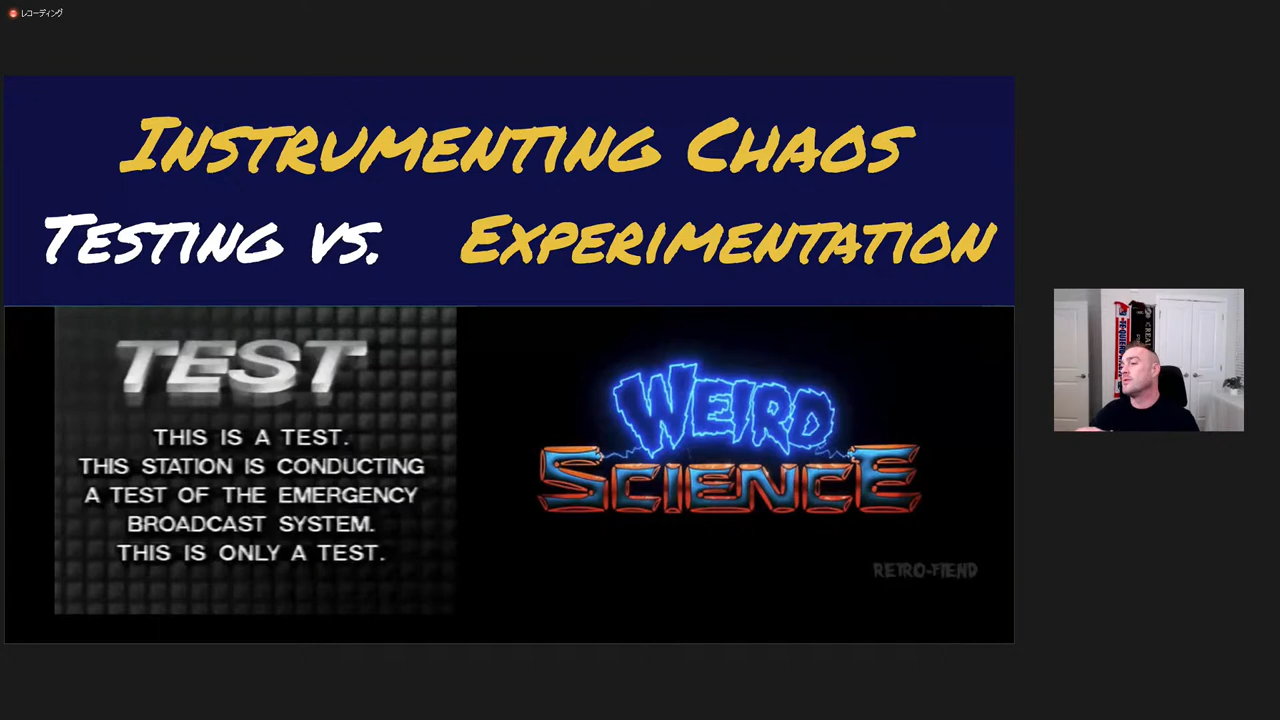 レコーディング
INSTRUMENTING CHAOS
TESTING VS. EXPERIMENTATION
TEST
THIS IS A TEST.
THIS STATION IS CONDUCTING
A TEST OF THE EMERGENCY
BROADCAST SYSTEM.
THIS IS ONLY A TEST.
WEIRD
SCIENCE
RETRO-FIEND